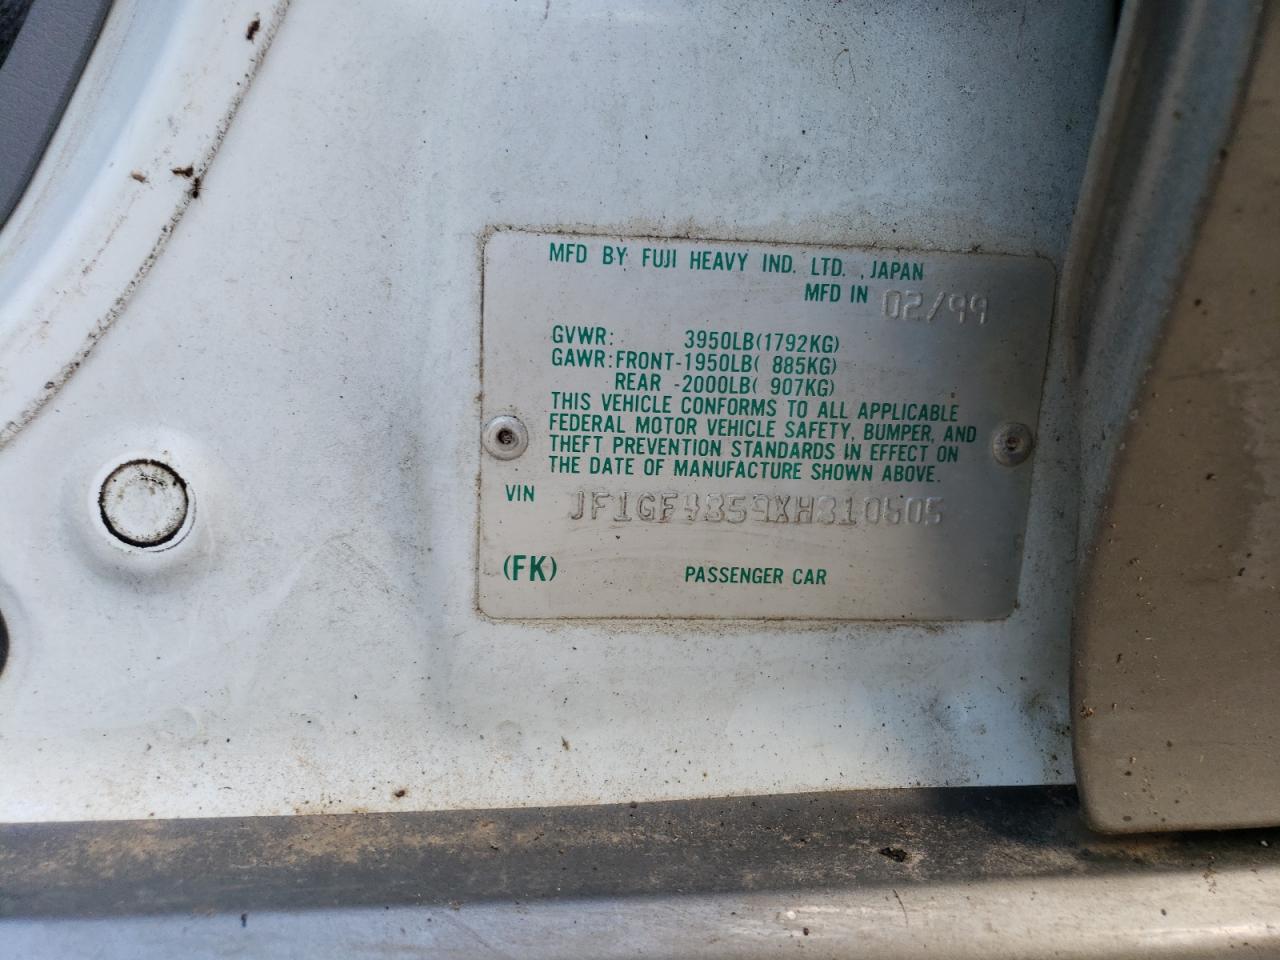 MFD BY FUJI HEAVY IND. LTD. , JAPAN
MFD IN 02/99
GVWR: 3950LB(1792KG)
GAWR:FRONT-1950LB( 885KG)
REAR -2000LB( 907KG)
THIS VEHICLE CONFORMS TO ALL APPLICABLE
FEDERAL MOTOR VEHICLE SAFETY, BUMPER, AND
THEFT PREVENTION STANDARDS IN EFFECT ON
THE DATE OF MANUFACTURE SHOWN ABOVE.
VIN
(FK) PASSENGER CAR